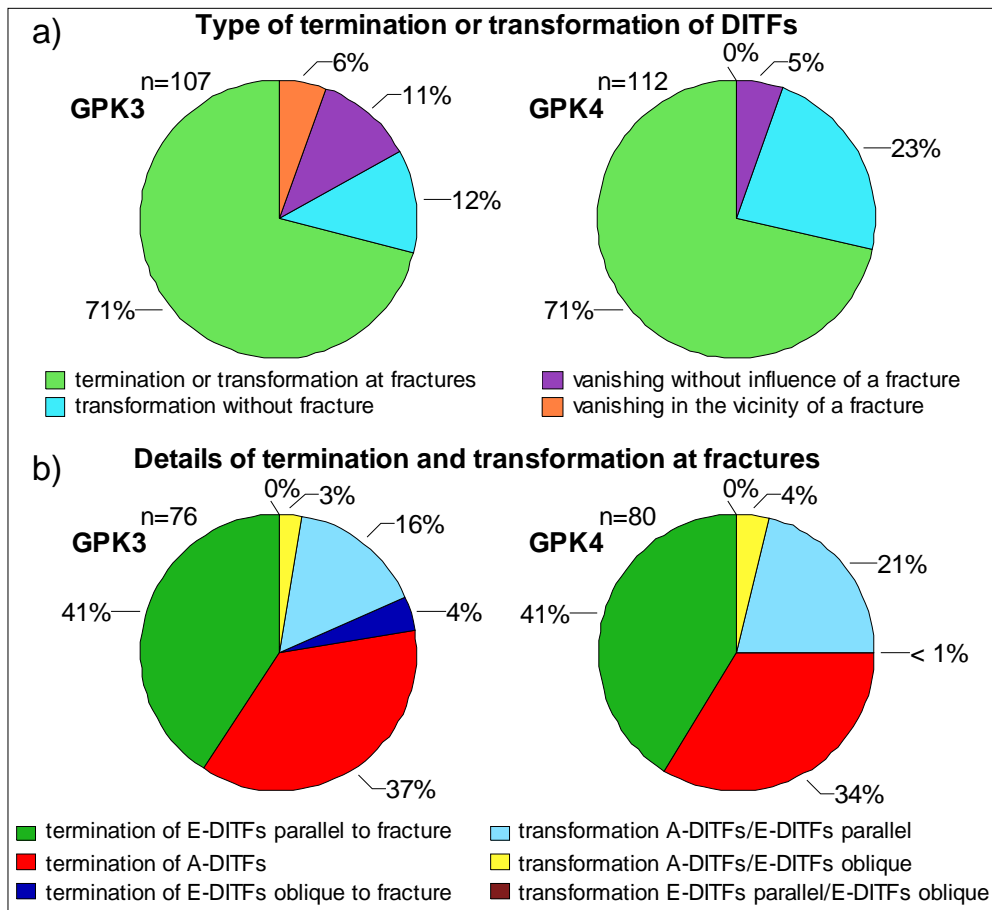 a)
Type of termination or transformation of DITFs
n=107
GPK3
6%
11%
12%
71%
n=112
GPK4
0%
5%
23%
71%
termination or transformation at fractures
transformation without fracture
vanishing without influence of a fracture
vanishing in the vicinity of a fracture
b)
Details of termination and transformation at fractures
n=76
GPK3
0%
3%
16%
4%
37%
41%
n=80
GPK4
0%
4%
21%
< 1%
34%
41%
termination of E-DITFs parallel to fracture
termination of A-DITFs
termination of E-DITFs oblique to fracture
transformation A-DITFs/E-DITFs parallel
transformation A-DITFs/E-DITFs oblique
transformation E-DITFs parallel/E-DITFs oblique